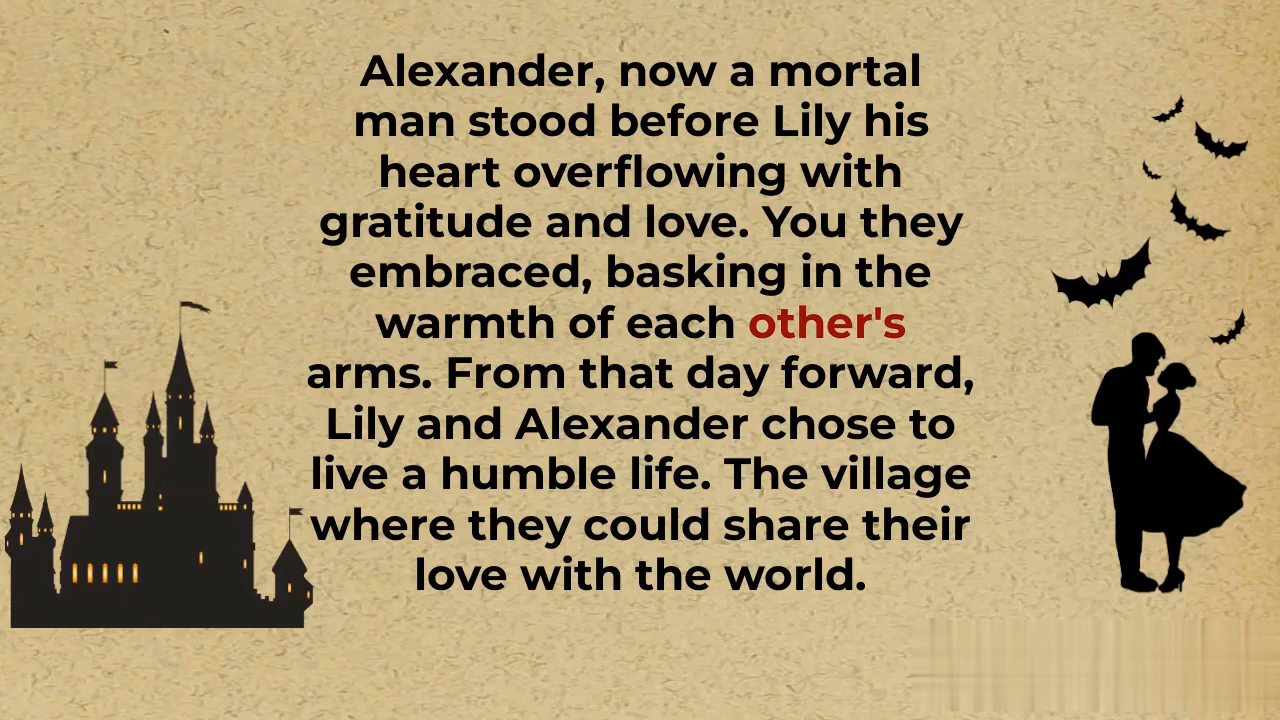 Alexander, now a mortal
man stood before Lily his
heart overflowing with
gratitude and love. You they
embraced, basking in the
warmth of each other's
arms. From that day forward,
Lily and Alexander chose to
live a humble life. The village
where they could share their
love with the world.